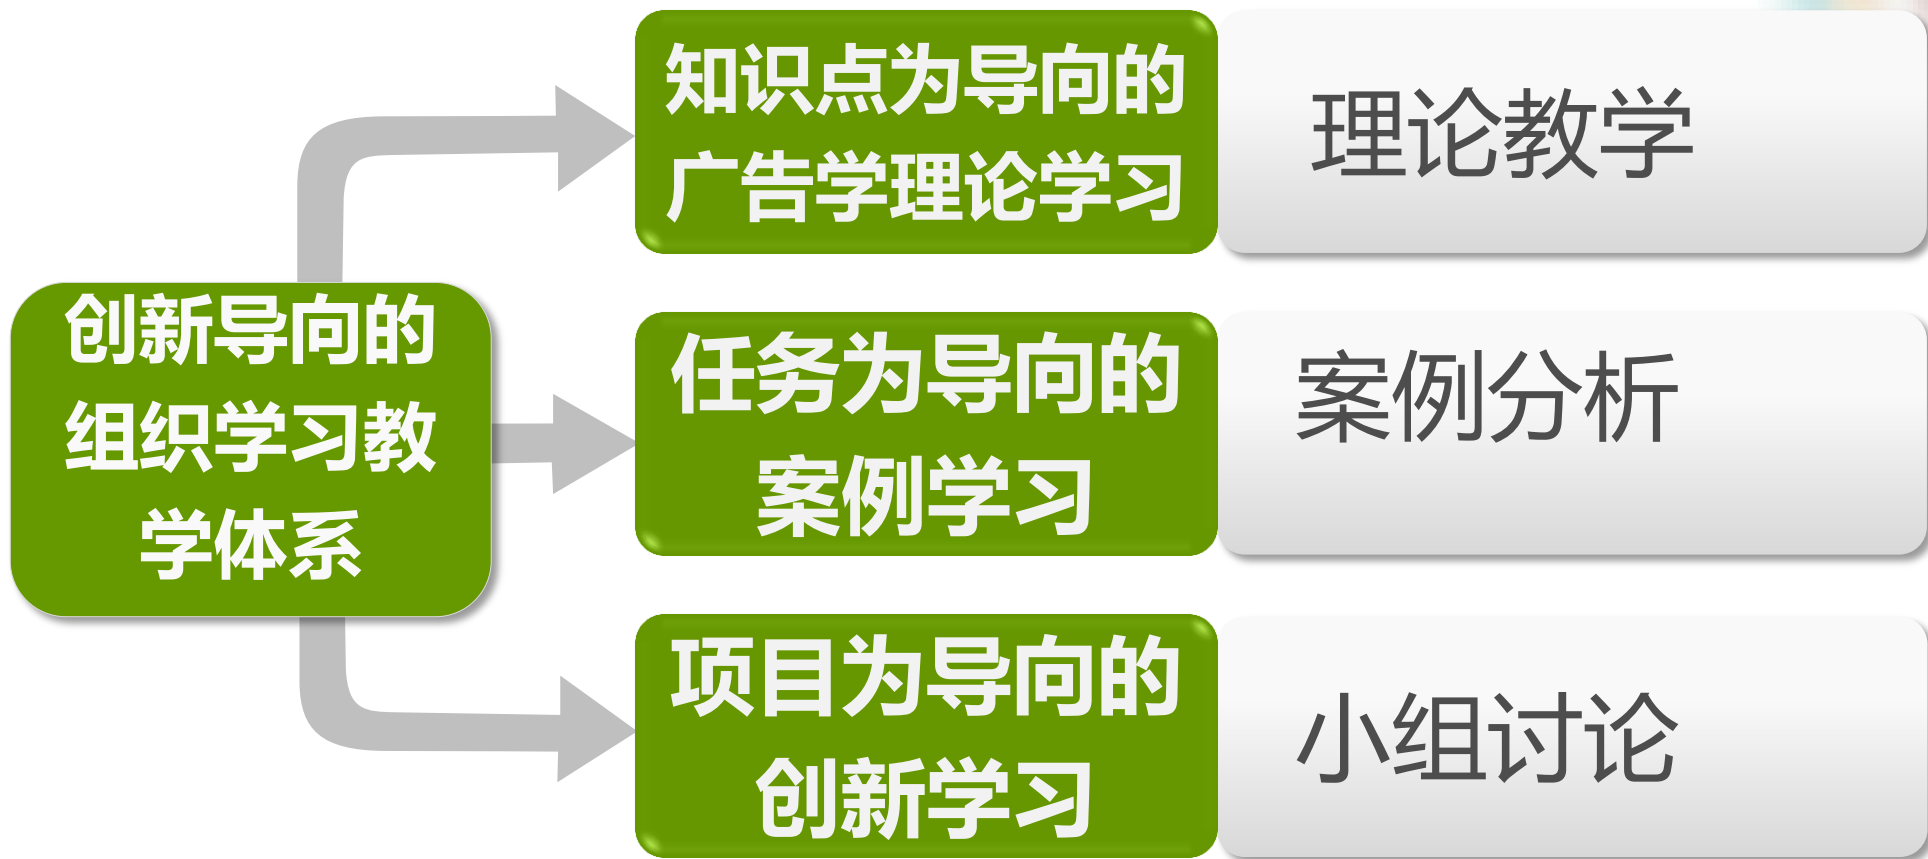 创新导向的
组织学习教
学体系
知识点为导向的
广告学理论学习
理论教学
任务为导向的
案例学习
案例分析
项目为导向的
创新学习
小组讨论